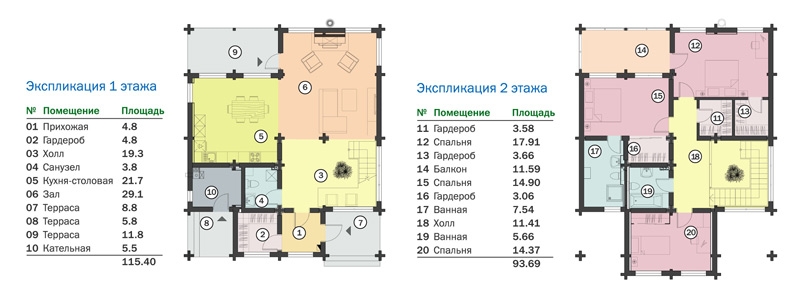 Экспликация 1 этажа
№ Помещение Площадь
01 Прихожая 4.8
02 Гардероб 4.8
03 Холл 19.3
04 Санузел 3.8
05 Кухня-столовая 21.7
06 Зал 29.1
07 Терраса 8.8
08 Терраса 5.8
09 Терраса 11.8
10 Кательная 5.5
115.40
9
6
5
3
10
4
8
2
1
7
Экспликация 2 этажа
№ Помещение Площадь
11 Гардероб 3.58
12 Спальня 17.91
13 Гардероб 3.66
14 Балкон 11.59
15 Спальня 14.90
16 Гардероб 3.06
17 Ванная 7.54
18 Холл 11.41
19 Ванная 5.66
20 Спальня 14.37
93.69
14
12
15
11
13
17
16
18
19
20